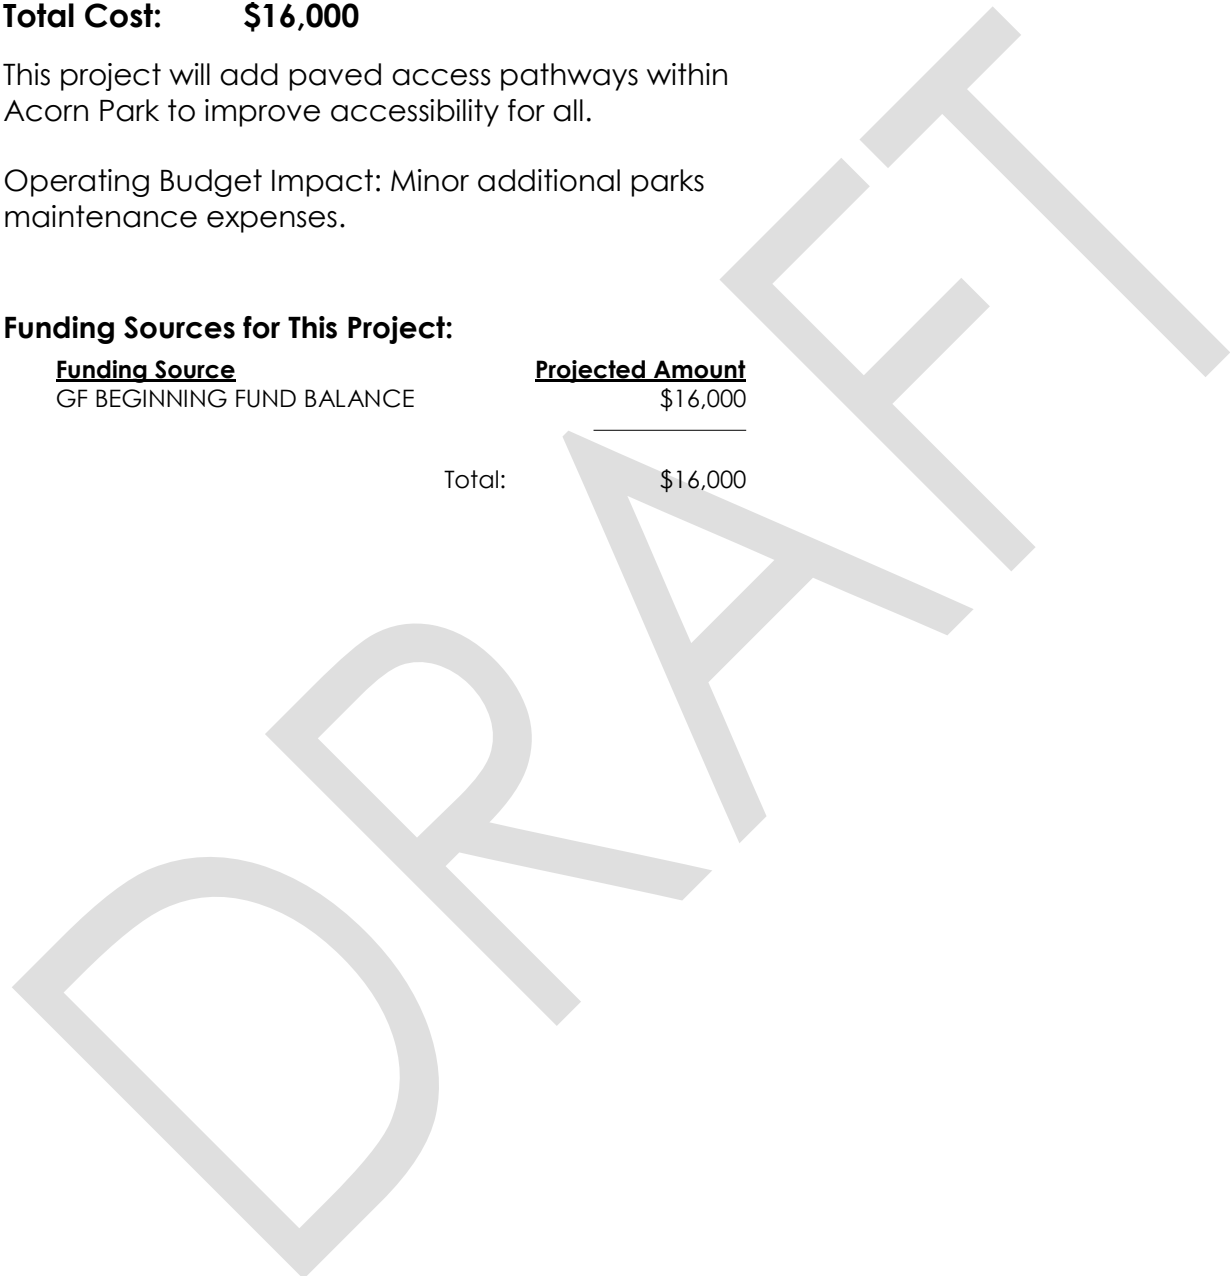 Total Cost: $16,000
This project will add paved access pathways within
Acorn Park to improve accessibility for all.
Operating Budget Impact: Minor additional parks
maintenance expenses.
Funding Sources for This Project:
Funding Source Projected Amount
GF BEGINNING FUND BALANCE $16,000
Total: $16,000
DRAFT